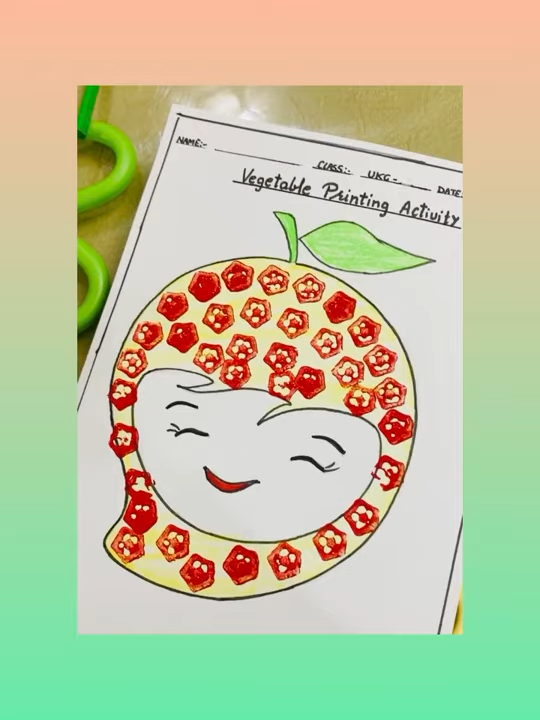 NAME:- CLASS:- UKG-. DATE
Vegetable Printing Activity